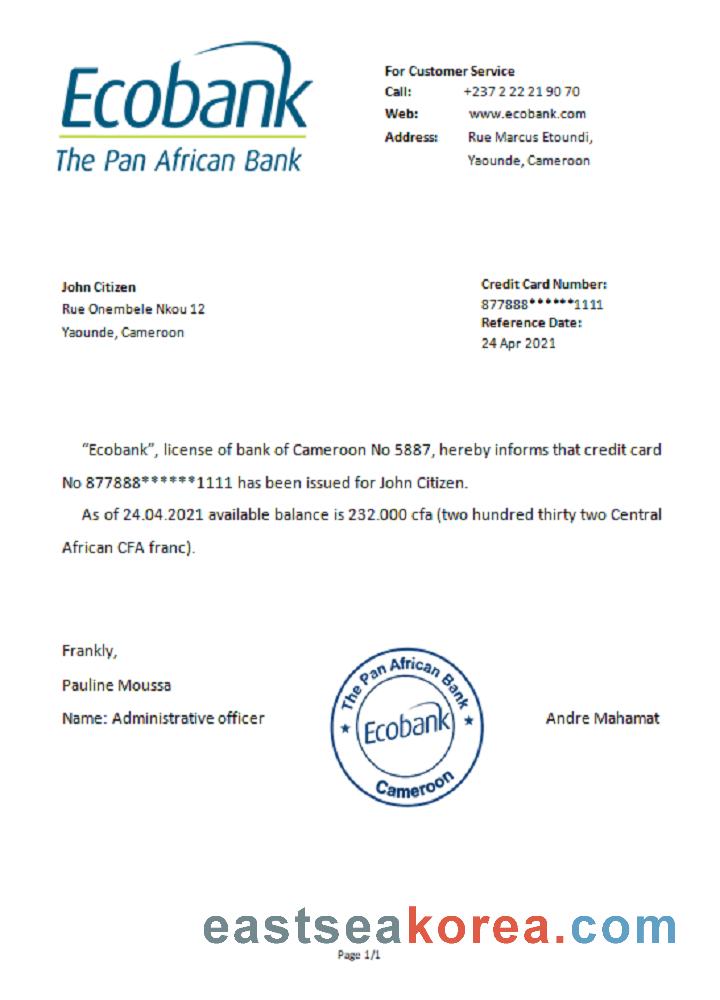 Ecobank
The Pan African Bank
For Customer Service
Call: +237 2 22 21 90 70
Web: www.ecobank.com
Address: Rue Marcus Etoundi,
Yaounde, Cameroon
John Citizen
Rue Onembele Nkou 12
Yaounde, Cameroon
Credit Card Number:
877888******1111
Reference Date:
24 Apr 2021
“Ecobank”, license of bank of Cameroon No 5887, hereby informs that credit card
No 877888******1111 has been issued for John Citizen.
As of 24.04.2021 available balance is 232.000 cfa (two hundred thirty two Central
African CFA franc).
Frankly,
Pauline Moussa
Name: Administrative officer
The Pan African Bank
Ecobank
Cameroon
Andre Mahamat
eastseakorea.com
Page 1/1